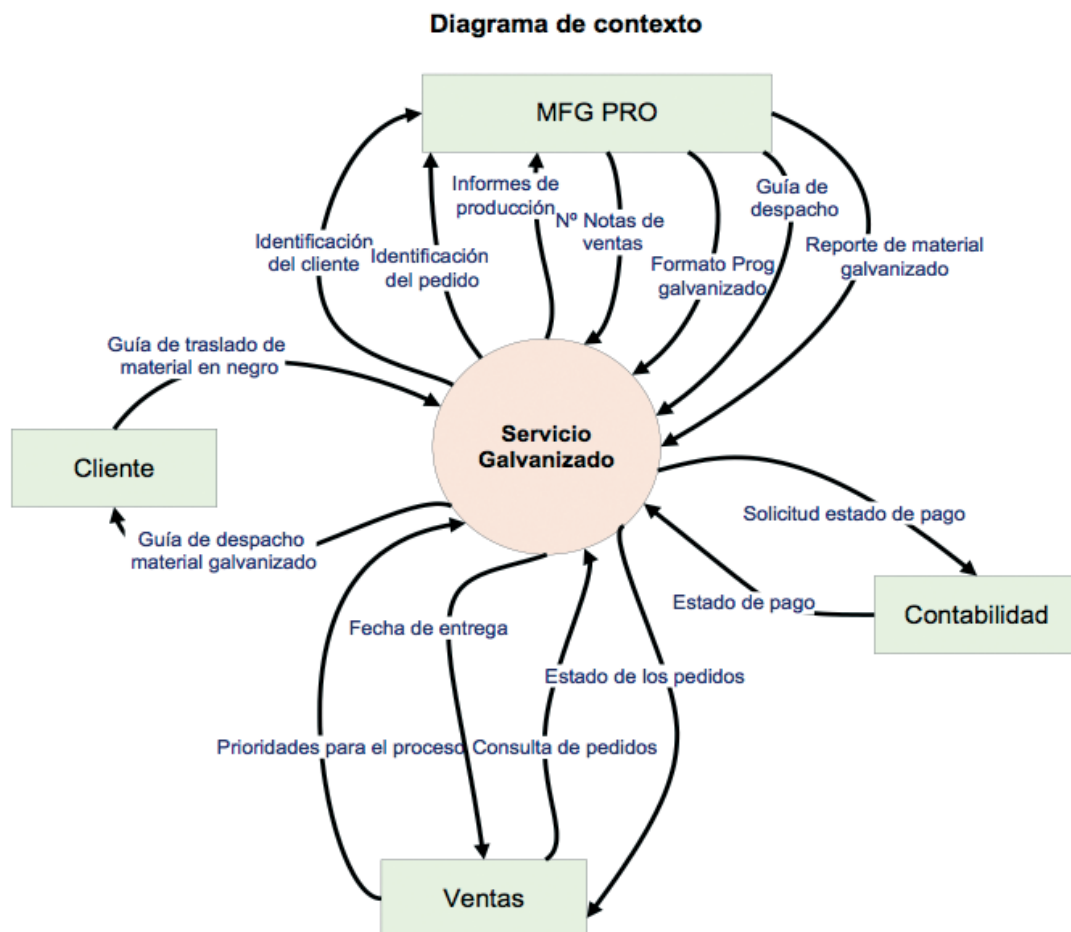 Diagrama de contexto
MFG PRO
Informes de
producción
Guía de
despacho
Nº Notas de
ventas
Identificación
del cliente
Identificación
del pedido
Formato Prog
galvanizado
Reporte de material
galvanizado
Guía de traslado de
material en negro
Servicio
Galvanizado
Cliente
Solicitud estado de pago
Guía de despacho
material galvanizado
Estado de pago
Contabilidad
Fecha de entrega
Estado de los pedidos
Prioridades para el proceso
Consulta de pedidos
Ventas